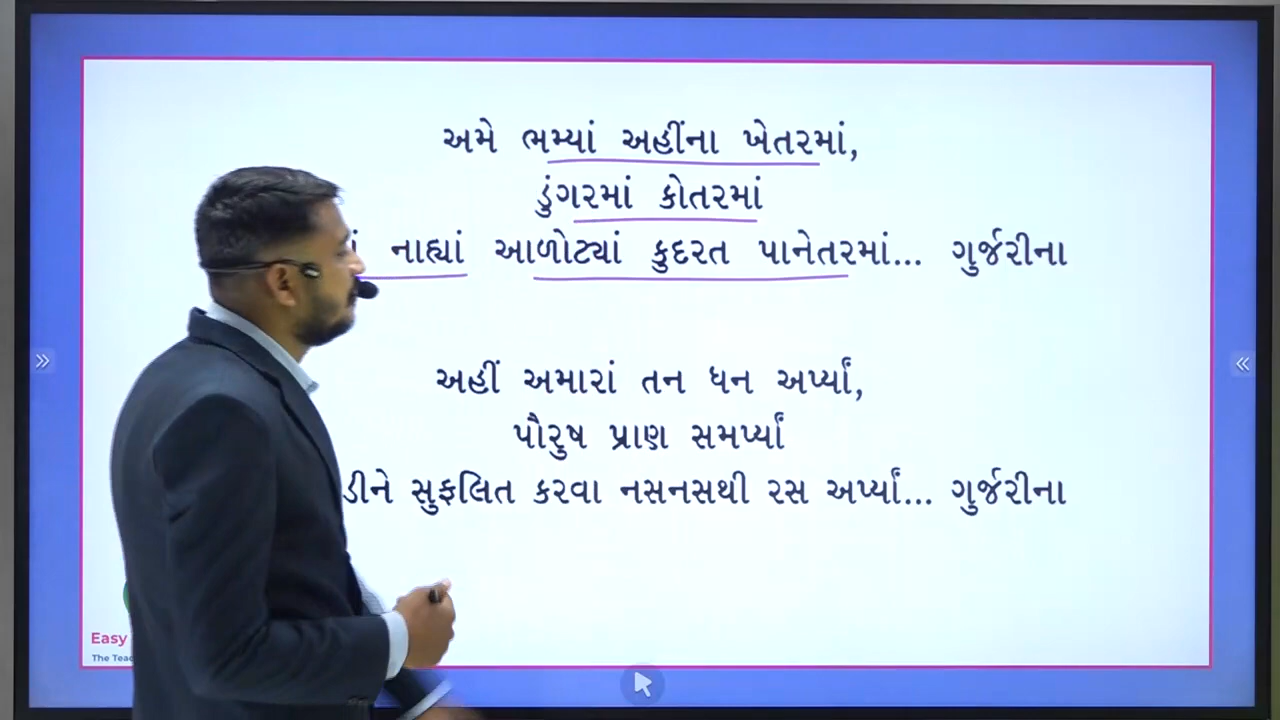 અમે ભમ્યાં અહીંના ખેતરમાં,
ડુંગરમાં કોતરમાં
નાહ્યાં આળોટ્યાં કુદરત પાનેતરમાં... ગુર્જરીના
અહીં અમારાં તન ધન અર્પ્યાં,
પૌરુષ પ્રાણ સમર્પ્યાં
સુફલિત કરવા નસનસથી રસ અર્પ્યાં... ગુર્જરીના
Easy
The